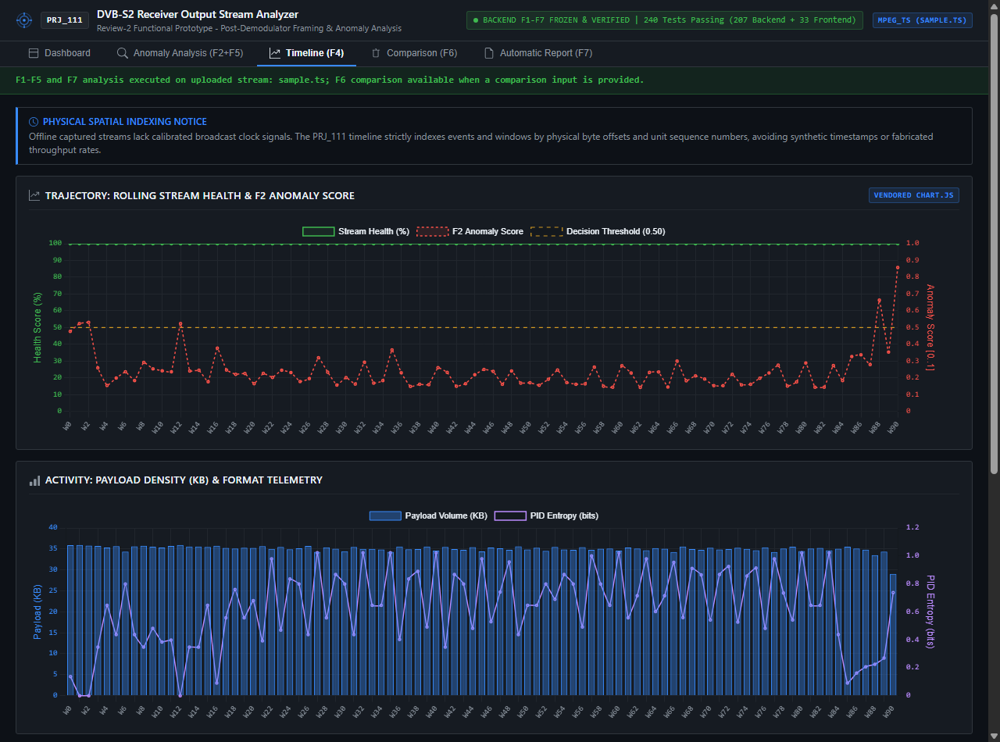 PRJ_111
DVB-S2 Receiver Output Stream Analyzer
Review-2 Functional Prototype - Post-Demodulator Framing & Anomaly Analysis
BACKEND F1-F7 FROZEN & VERIFIED | 240 Tests Passing (207 Backend + 33 Frontend)
MPEG_TS (SAMPLE.TS)
Dashboard
Anomaly Analysis (F2+F5)
Timeline (F4)
Comparison (F6)
Automatic Report (F7)
F1-F5 and F7 analysis executed on uploaded stream: sample.ts; F6 comparison available when a comparison input is provided.
PHYSICAL SPATIAL INDEXING NOTICE
Offline captured streams lack calibrated broadcast clock signals. The PRJ_111 timeline strictly indexes events and windows by physical byte offsets and unit sequence numbers, avoiding synthetic timestamps or fabricated
throughput rates.
TRAJECTORY: ROLLING STREAM HEALTH & F2 ANOMALY SCORE
VENDORED CHART.JS
Stream Health (%) F2 Anomaly Score Decision Threshold (0.50)
Health Score (%)
100
90
80
70
60
50
40
30
20
10
0
1.0
0.9
0.8
0.7
0.6
0.5
0.4
0.3
0.2
0.1
0
Anomaly Score [0..1]
W0 W2 W4 W6 W8 W10 W12 W14 W16 W18 W20 W22 W24 W26 W28 W30 W32 W34 W36 W38 W40 W42 W44 W46 W48 W50 W52 W54 W56 W58 W60 W62 W64 W66 W68 W70 W72 W74 W76 W78 W80 W82 W84 W86 W88 W90
ACTIVITY: PAYLOAD DENSITY (KB) & FORMAT TELEMETRY
Payload Volume (KB) PID Entropy (bits)
Payload (KB)
40
35
30
25
20
15
10
5
0
1.2
1.0
0.8
0.6
0.4
0.2
0
PID Entropy (bits)
W0 W2 W4 W6 W8 W10 W12 W14 W16 W18 W20 W22 W24 W26 W28 W30 W32 W34 W36 W38 W40 W42 W44 W46 W48 W50 W52 W54 W56 W58 W60 W62 W64 W66 W68 W70 W72 W74 W76 W78 W80 W82 W84 W86 W88 W90